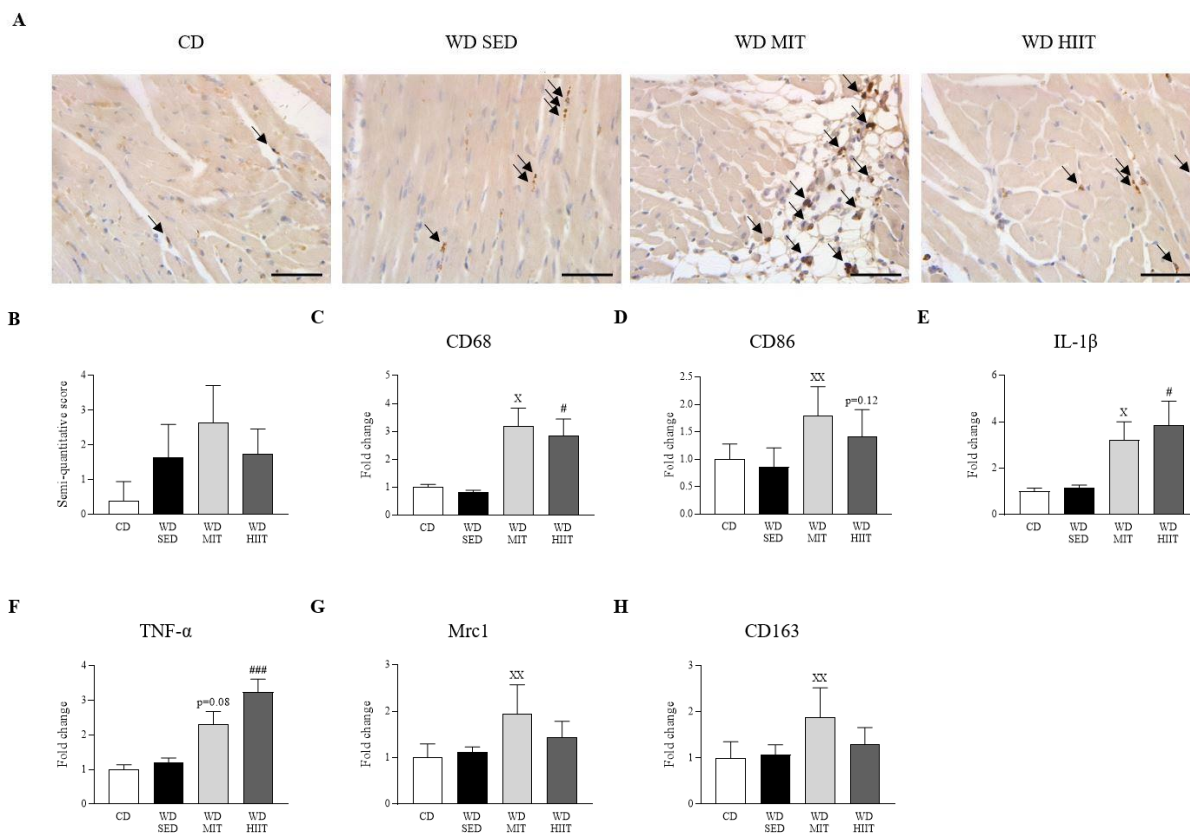 A
CD
WD SED
WD MIT
WD HIIT
B
Semi-quantitative score
4
3
2
1
0
CD
WD
SED
WD
MIT
WD
HIIT
C
CD68
Fold change
5
4
3
2
1
0
X
#
CD
WD
SED
WD
MIT
WD
HIIT
D
CD86
Fold change
2.5
2.0
1.5
1.0
0.5
0.0
XX
p=0.12
CD
WD
SED
WD
MIT
WD
HIIT
E
IL-1β
Fold change
6
4
2
0
X
#
CD
WD
SED
WD
MIT
WD
HIIT
F
TNF-α
Fold change
4
3
2
1
0
p=0.08
###
CD
WD
SED
WD
MIT
WD
HIIT
G
Mrc1
Fold change
3
2
1
0
XX
CD
WD
SED
WD
MIT
WD
HIIT
H
CD163
Fold change
3
2
1
0
XX
CD
WD
SED
WD
MIT
WD
HIIT